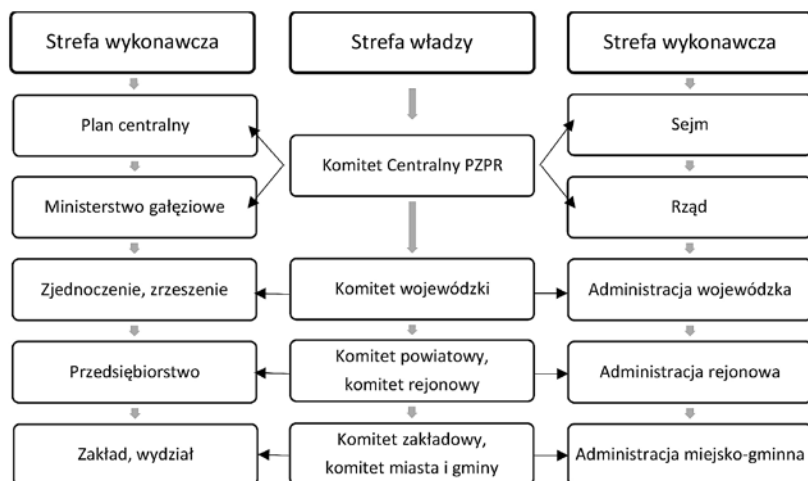 Strefa wykonawcza
Strefa władzy
Strefa wykonawcza
Plan centralny
Komitet Centralny PZPR
Sejm
Ministerstwo gałęziowe
Rząd
Zjednoczenie, zrzeszenie
Komitet wojewódzki
Administracja wojewódzka
Przedsiębiorstwo
Komitet powiatowy,
komitet rejonowy
Administracja rejonowa
Zakład, wydział
Komitet zakładowy,
komitet miasta i gminy
Administracja miejsko-gminna